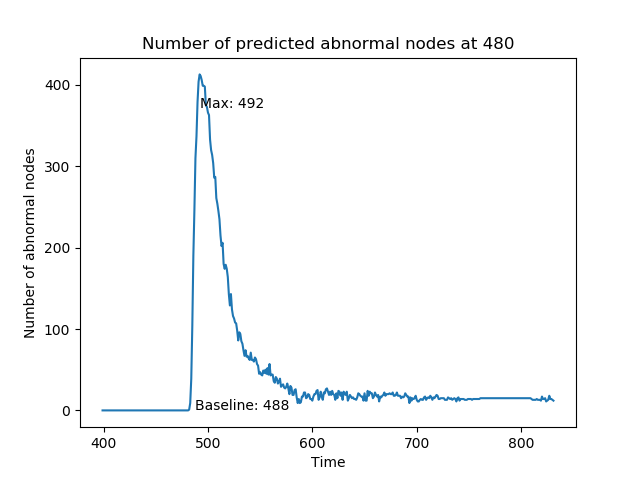 Number of predicted abnormal nodes at 480
400
300
200
100
0
Number of abnormal nodes
Max: 492
Baseline: 488
400 500 600 700 800
Time